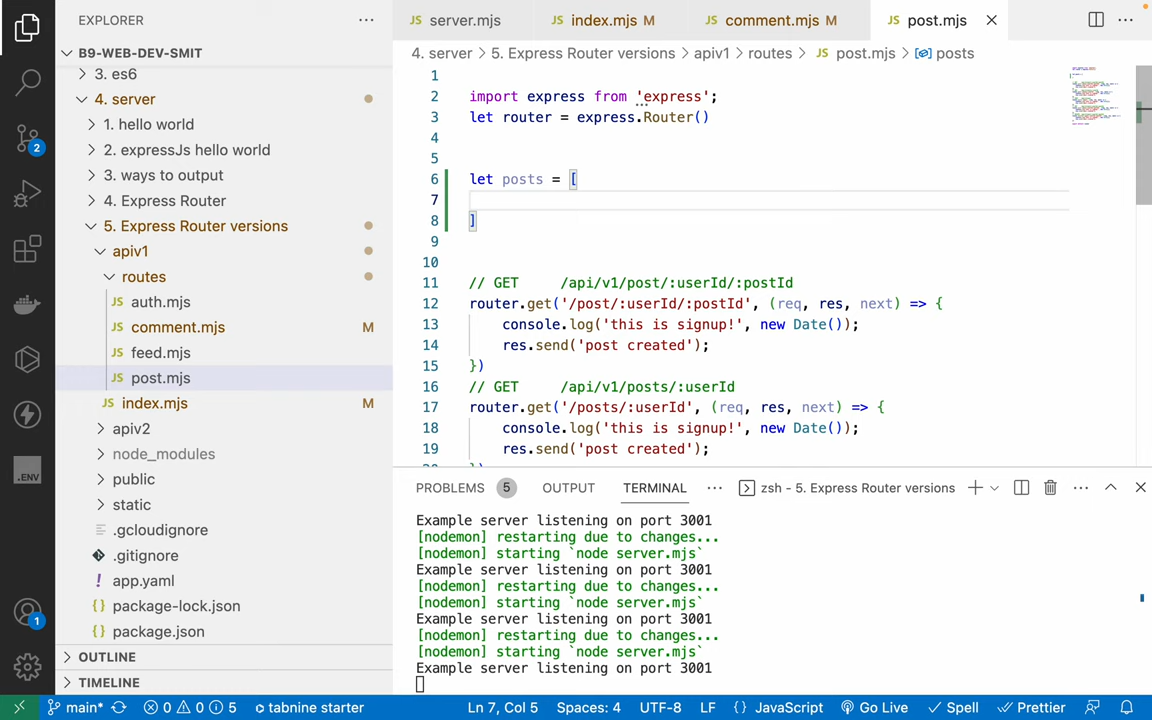 EXPLORER
B9-WEB-DEV-SMIT
3. es6
4. server
1. hello world
2. expressJs hello world
3. ways to output
4. Express Router
5. Express Router versions
apiv1
routes
JS auth.mjs
JS comment.mjs M
JS feed.mjs
JS post.mjs
JS index.mjs M
apiv2
node_modules
public
static
.gcloudignore
.gitignore
! app.yaml
{} package-lock.json
{} package.json
OUTLINE
TIMELINE
2
.ENV
1
JS server.mjs
JS index.mjs M
JS comment.mjs M
JS post.mjs
4. server > 5. Express Router versions > apiv1 > routes > JS post.mjs > posts
1
2 import express from 'express';
3 let router = express.Router()
4
5
6 let posts = [
7
8 ]
9
10
11 // GET     /api/v1/post/:userId/:postId
12 router.get('/post/:userId/:postId', (req, res, next) => {
13     console.log('this is signup!', new Date());
14     res.send('post created');
15 })
16 // GET     /api/v1/posts/:userId
17 router.get('/posts/:userId', (req, res, next) => {
18     console.log('this is signup!', new Date());
19     res.send('post created');
20 })
PROBLEMS 5 OUTPUT TERMINAL ··· zsh - 5. Express Router versions
Example server listening on port 3001
[nodemon] restarting due to changes...
[nodemon] starting `node server.mjs`
Example server listening on port 3001
[nodemon] restarting due to changes...
[nodemon] starting `node server.mjs`
Example server listening on port 3001
[nodemon] restarting due to changes...
[nodemon] starting `node server.mjs`
Example server listening on port 3001
main* 0 0 5 tabnine starter Ln 7, Col 5 Spaces: 4 UTF-8 LF {} JavaScript Go Live Spell Prettier